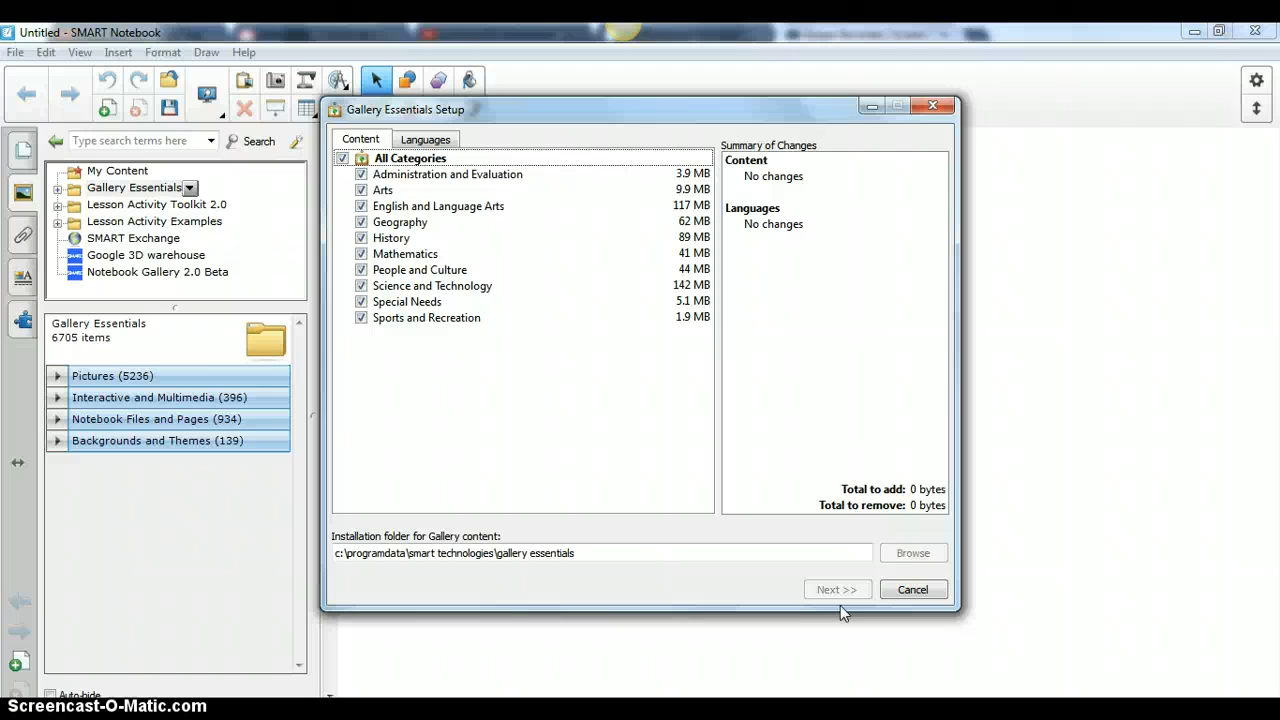 Untitled - SMART Notebook
File Edit View Insert Format Draw Help
Type search terms here
Search
My Content
Gallery Essentials
Lesson Activity Toolkit 2.0
Lesson Activity Examples
SMART Exchange
Google 3D warehouse
Notebook Gallery 2.0 Beta
Gallery Essentials
6705 items
Pictures (5236)
Interactive and Multimedia (396)
Notebook Files and Pages (934)
Backgrounds and Themes (139)
Auto-hide
Gallery Essentials Setup
Content Languages
All Categories
Administration and Evaluation 3.9 MB
Arts 9.9 MB
English and Language Arts 117 MB
Geography 62 MB
History 89 MB
Mathematics 41 MB
People and Culture 44 MB
Science and Technology 142 MB
Special Needs 5.1 MB
Sports and Recreation 1.9 MB
Summary of Changes
Content
No changes
Languages
No changes
Total to add: 0 bytes
Total to remove: 0 bytes
Installation folder for Gallery content:
c:\programdata\smart technologies\gallery essentials
Browse
Next >> Cancel
Screencast-O-Matic.com